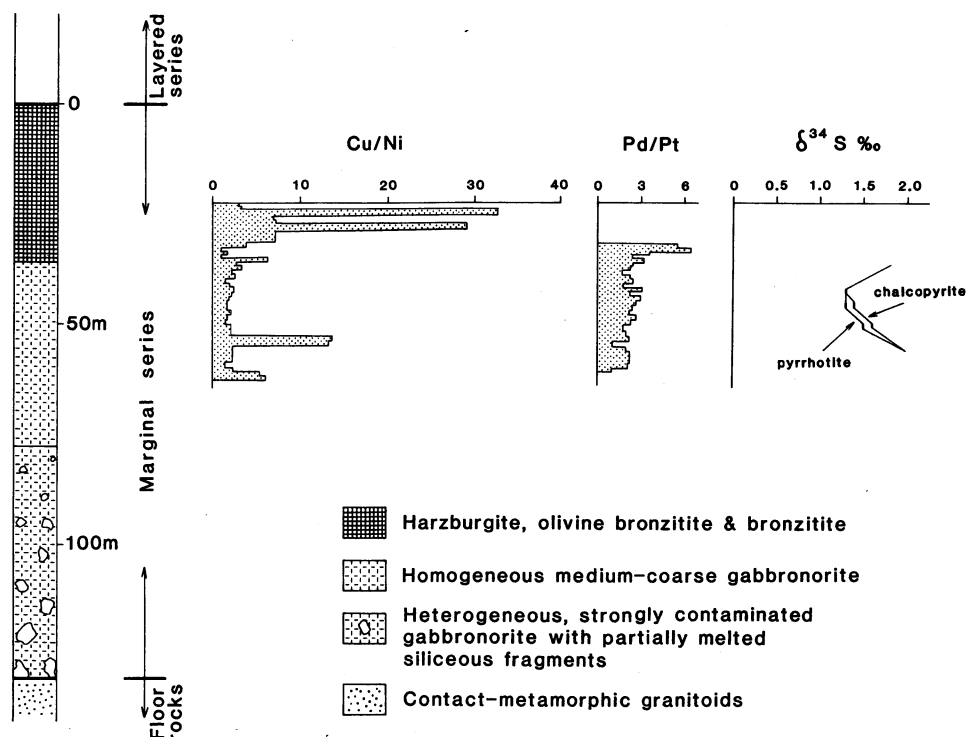 Layered
series
0
50m
100m
Marginal series
Floor
rocks
Cu/Ni
0 10 20 30 40
Pd/Pt
0 3 6
δ³⁴ S ‰
0 0.5 1.0 1.5 2.0
chalcopyrite
pyrrhotite
Harzburgite, olivine bronzitite & bronzitite
Homogeneous medium-coarse gabbronorite
Heterogeneous, strongly contaminated
gabbronorite with partially melted
siliceous fragments
Contact-metamorphic granitoids